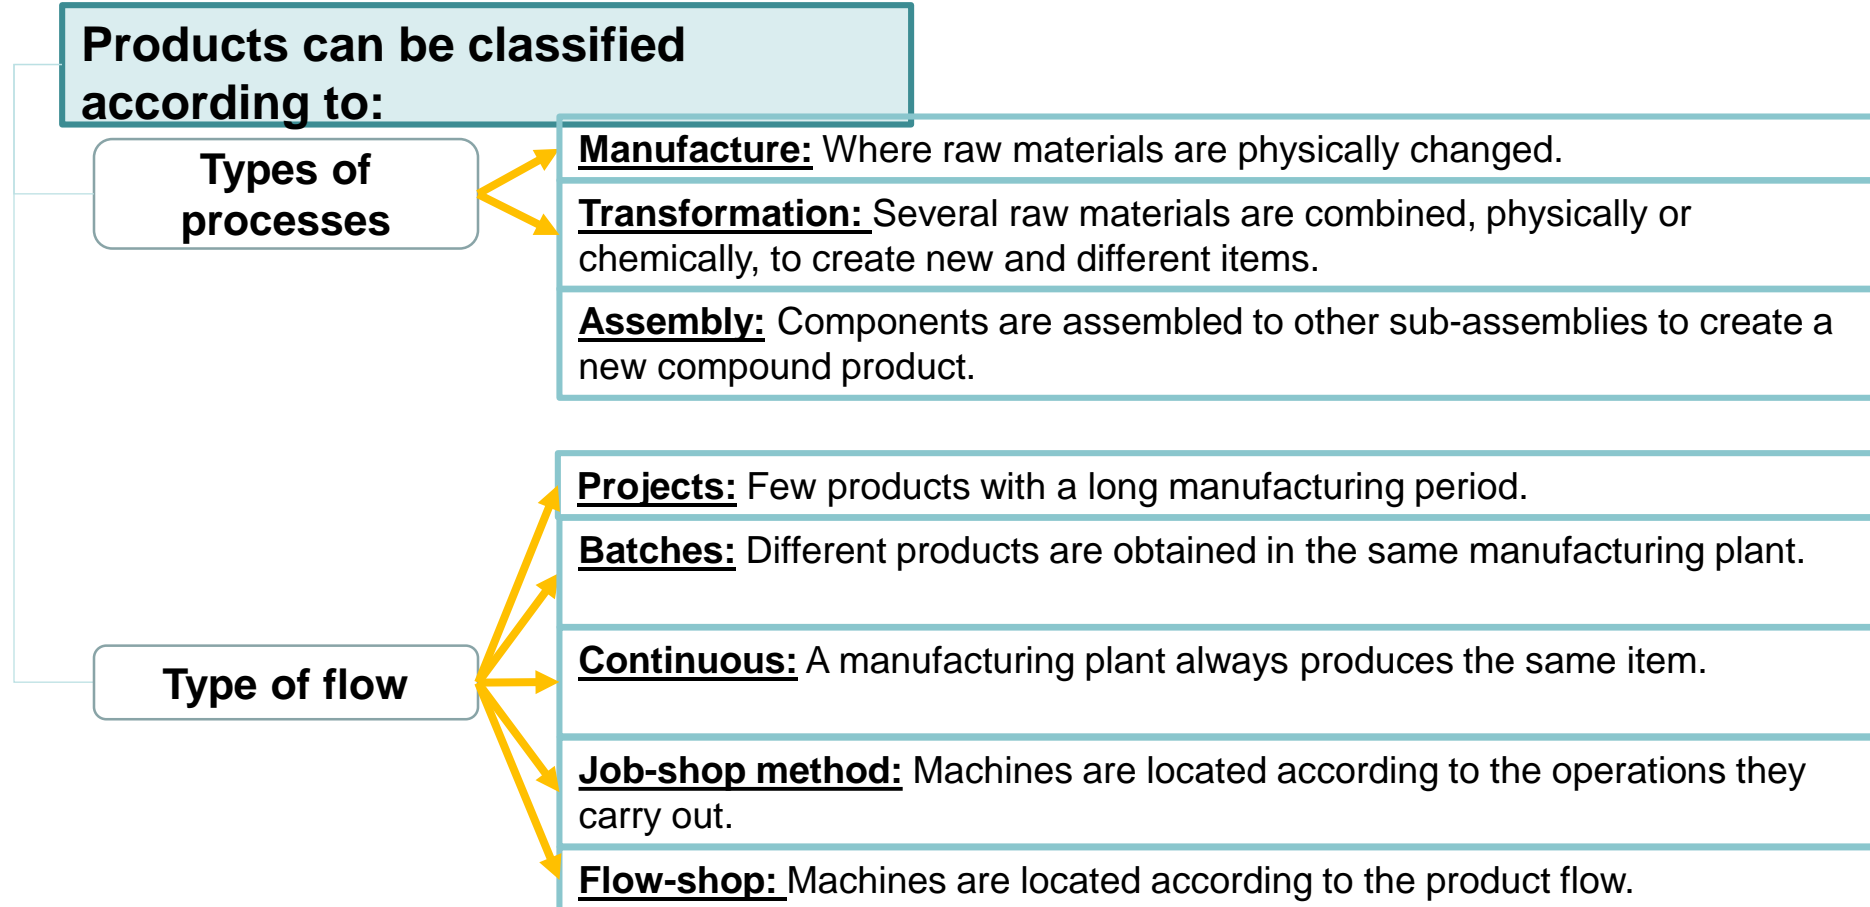 Products can be classified
according to:
Types of
processes
Manufacture: Where raw materials are physically changed.
Transformation: Several raw materials are combined, physically or
chemically, to create new and different items.
Assembly: Components are assembled to other sub-assemblies to create a
new compound product.
Type of flow
Projects: Few products with a long manufacturing period.
Batches: Different products are obtained in the same manufacturing plant.
Continuous: A manufacturing plant always produces the same item.
Job-shop method: Machines are located according to the operations they
carry out.
Flow-shop: Machines are located according to the product flow.